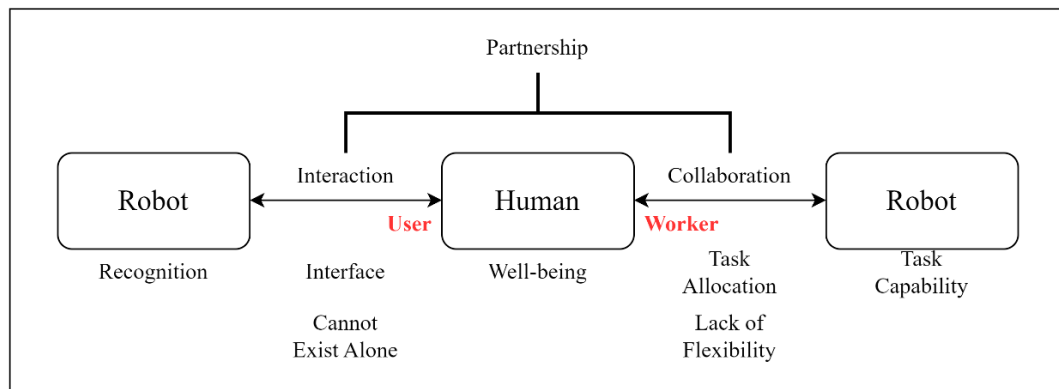 Partnership
Interaction
Collaboration
Robot
Human
Robot
User
Worker
Recognition
Interface
Well-being
Task
Allocation
Task
Capability
Cannot
Exist Alone
Lack of
Flexibility